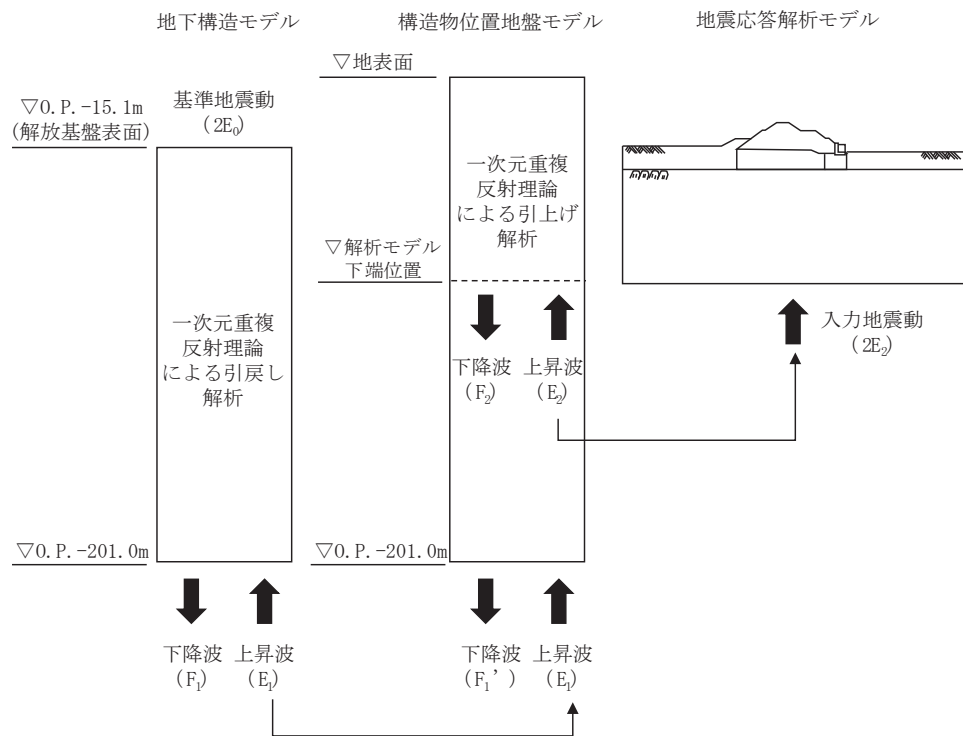 地下構造モデル
構造物位置地盤モデル
地震応答解析モデル
▽O.P.-15.1m
(解放基盤表面)
基準地震動
(2E₀)
一次元重複
反射理論
による引戻し
解析
▽O.P.-201.0m
下降波
(F₁)
上昇波
(E₁)
▽地表面
一次元重複
反射理論
による引上げ
解析
▽解析モデル
下端位置
下降波
(F₂)
上昇波
(E₂)
▽O.P.-201.0m
下降波
(F₁’)
上昇波
(E₁)
入力地震動
(2E₂)